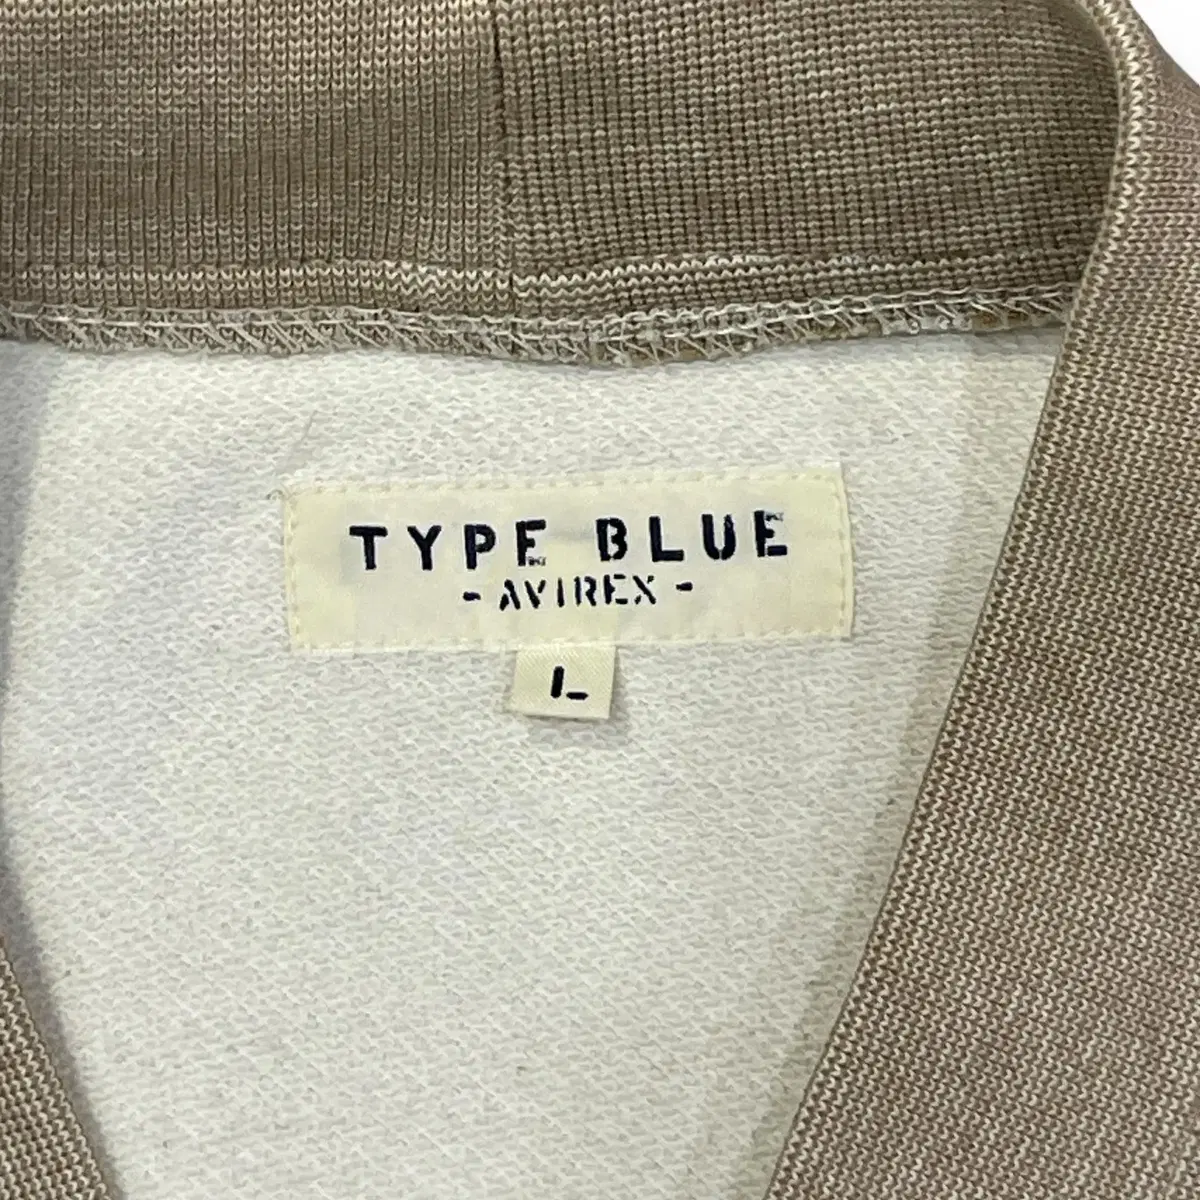 TYPE BLUE
- AVIREX -
L